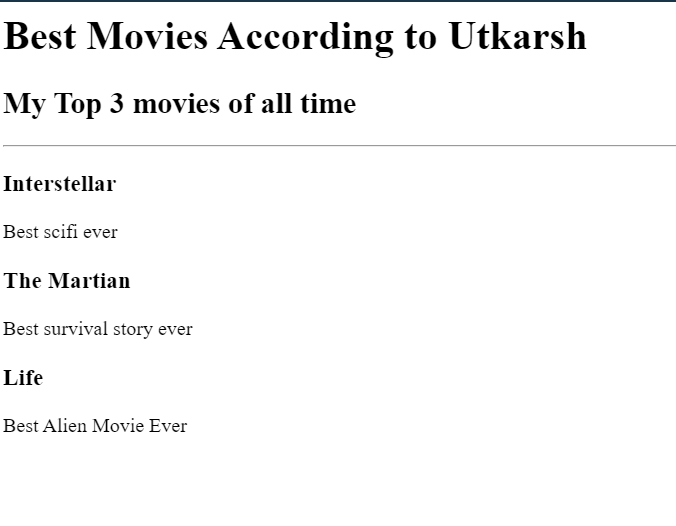 Best Movies According to Utkarsh
My Top 3 movies of all time
Interstellar
Best scifi ever
The Martian
Best survival story ever
Life
Best Alien Movie Ever